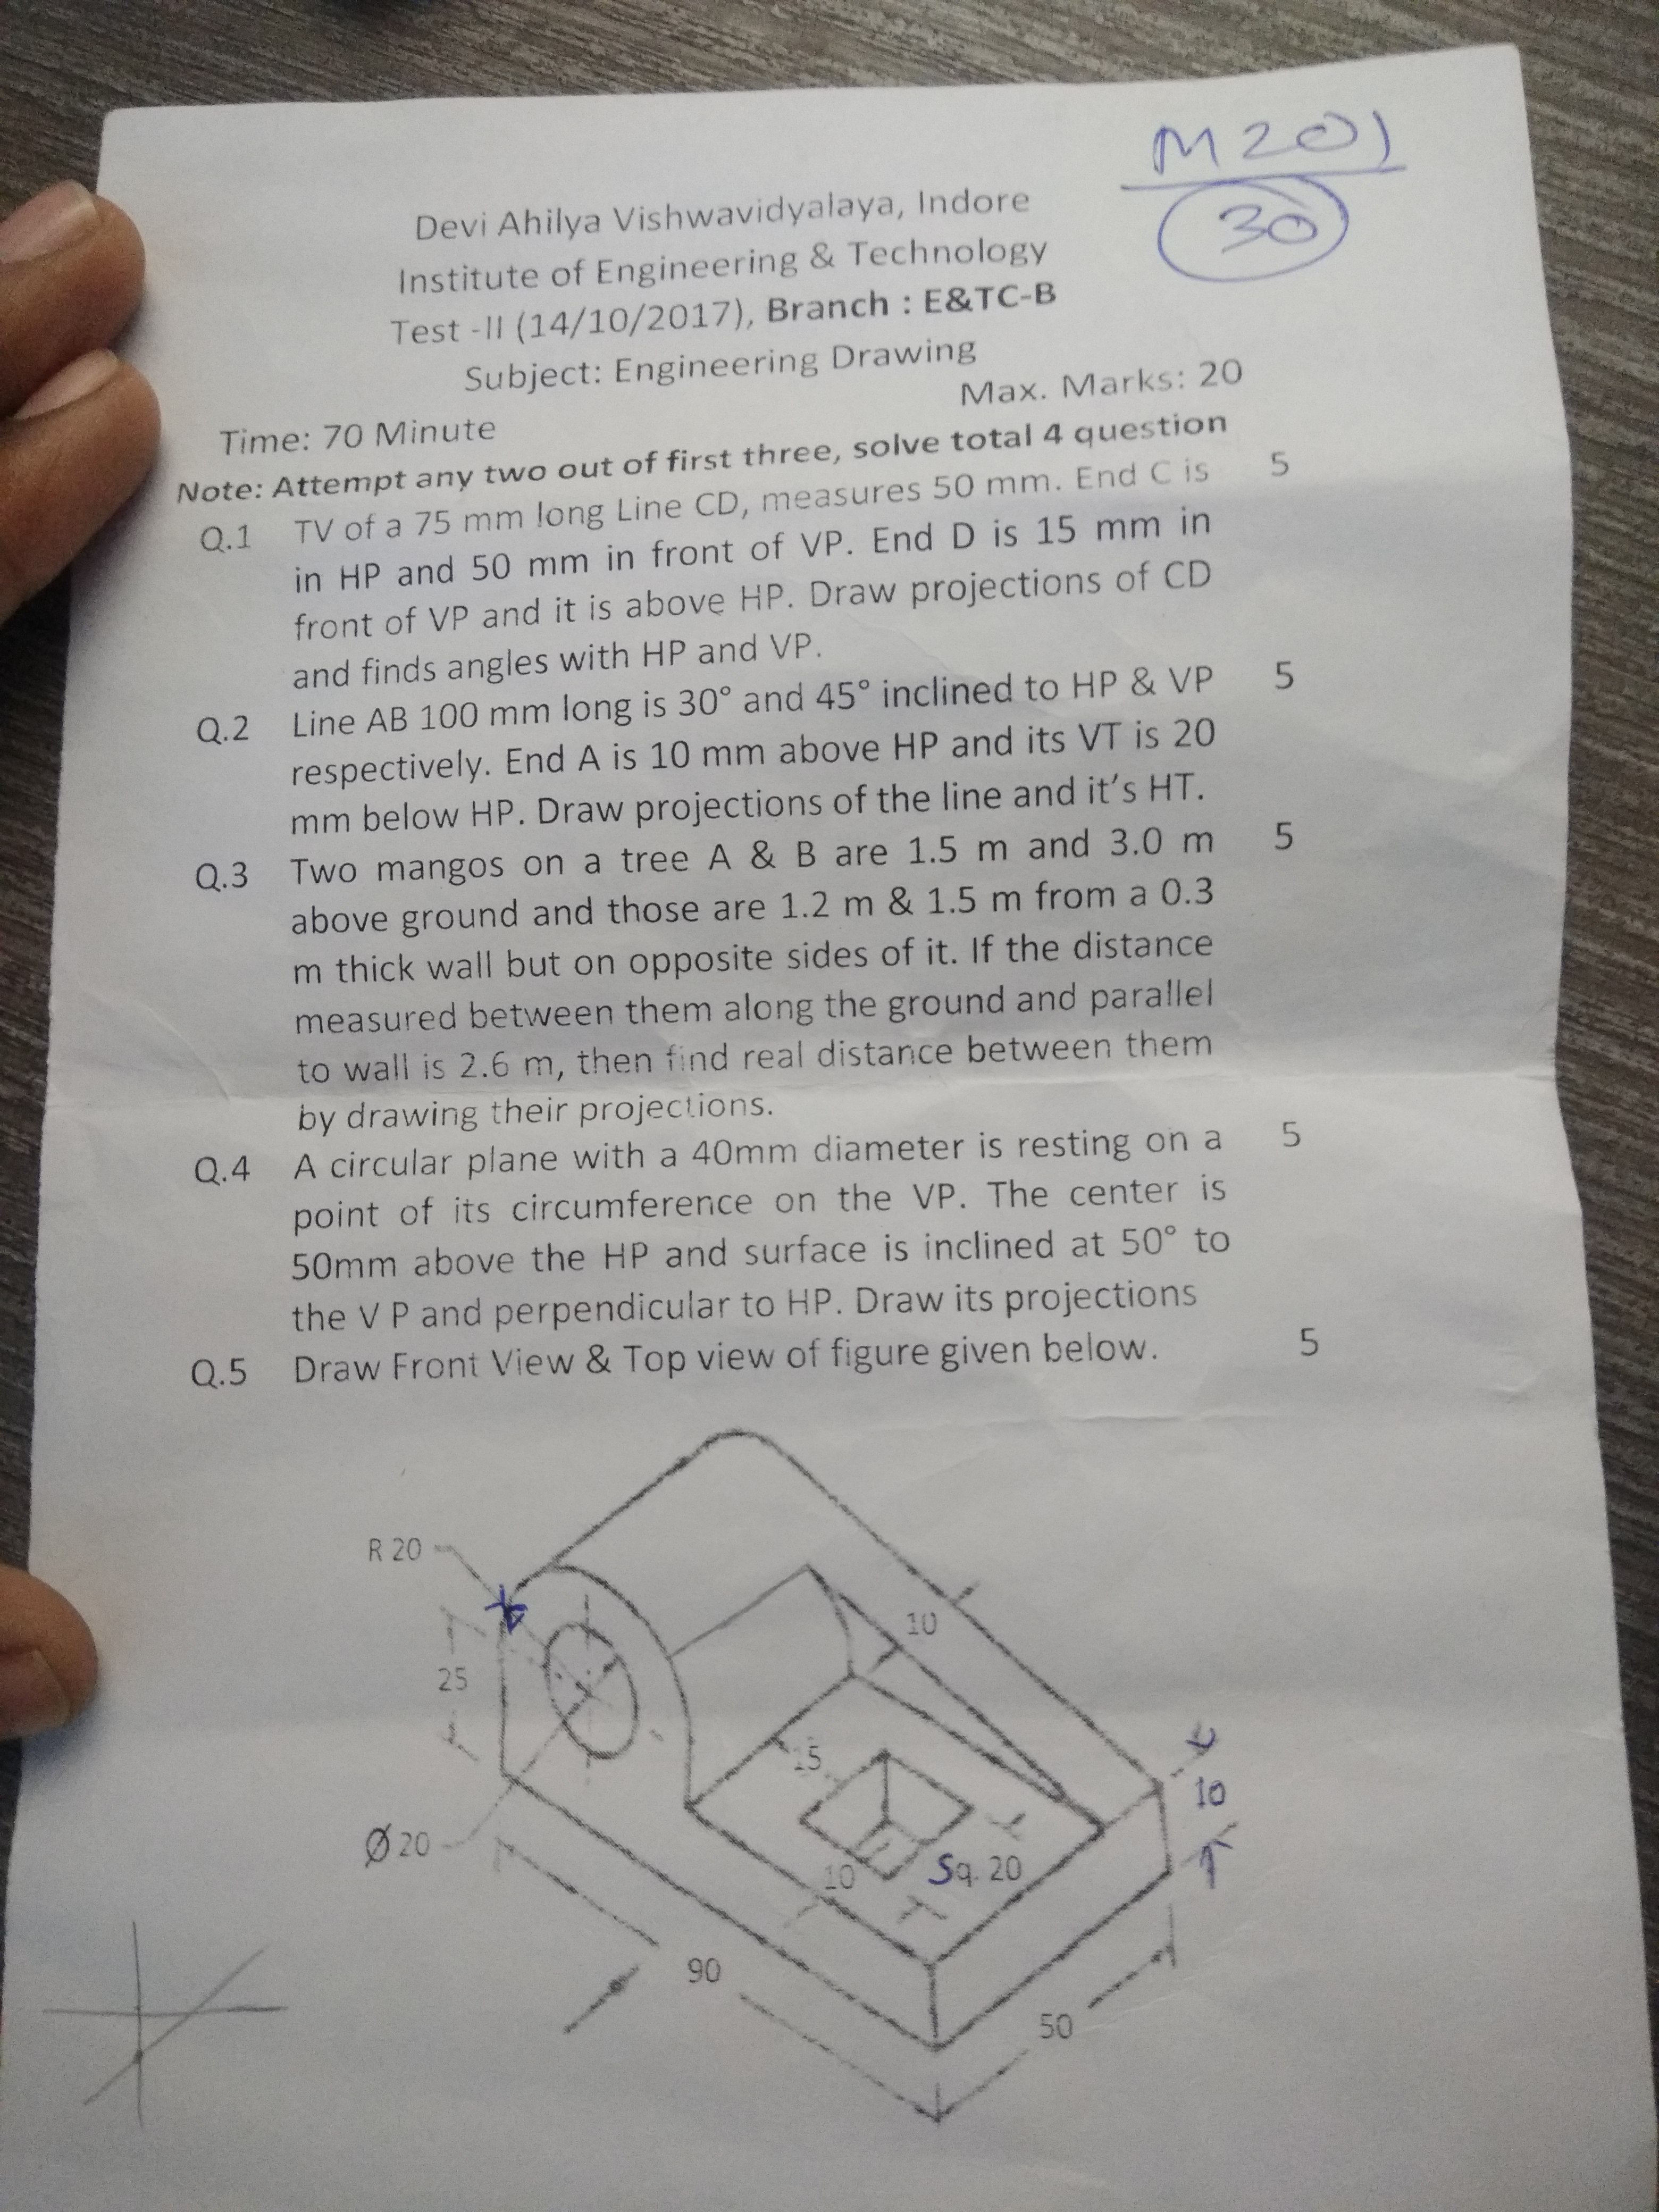 M201
30
Devi Ahilya Vishwavidyalaya, Indore
Institute of Engineering & Technology
Test -II (14/10/2017), Branch : E&TC-B
Subject: Engineering Drawing
Max. Marks: 20
Time: 70 Minute
Note: Attempt any two out of first three, solve total 4 question
Q.1 TV of a 75 mm long Line CD, measures 50 mm. End C is 5
in HP and 50 mm in front of VP. End D is 15 mm in
front of VP and it is above HP. Draw projections of CD
and finds angles with HP and VP.
Q.2 Line AB 100 mm long is 30° and 45° inclined to HP & VP 5
respectively. End A is 10 mm above HP and its VT is 20
mm below HP. Draw projections of the line and it's HT.
Q.3 Two mangos on a tree A & B are 1.5 m and 3.0 m 5
above ground and those are 1.2 m & 1.5 m from a 0.3
m thick wall but on opposite sides of it. If the distance
measured between them along the ground and parallel
to wall is 2.6 m, then find real distance between them
by drawing their projections.
Q.4 A circular plane with a 40mm diameter is resting on a 5
point of its circumference on the VP. The center is
50mm above the HP and surface is inclined at 50° to
the V P and perpendicular to HP. Draw its projections
Q.5 Draw Front View & Top view of figure given below. 5
R 20
10
25
15
10
Ø 20
10
Sq. 20
90
50